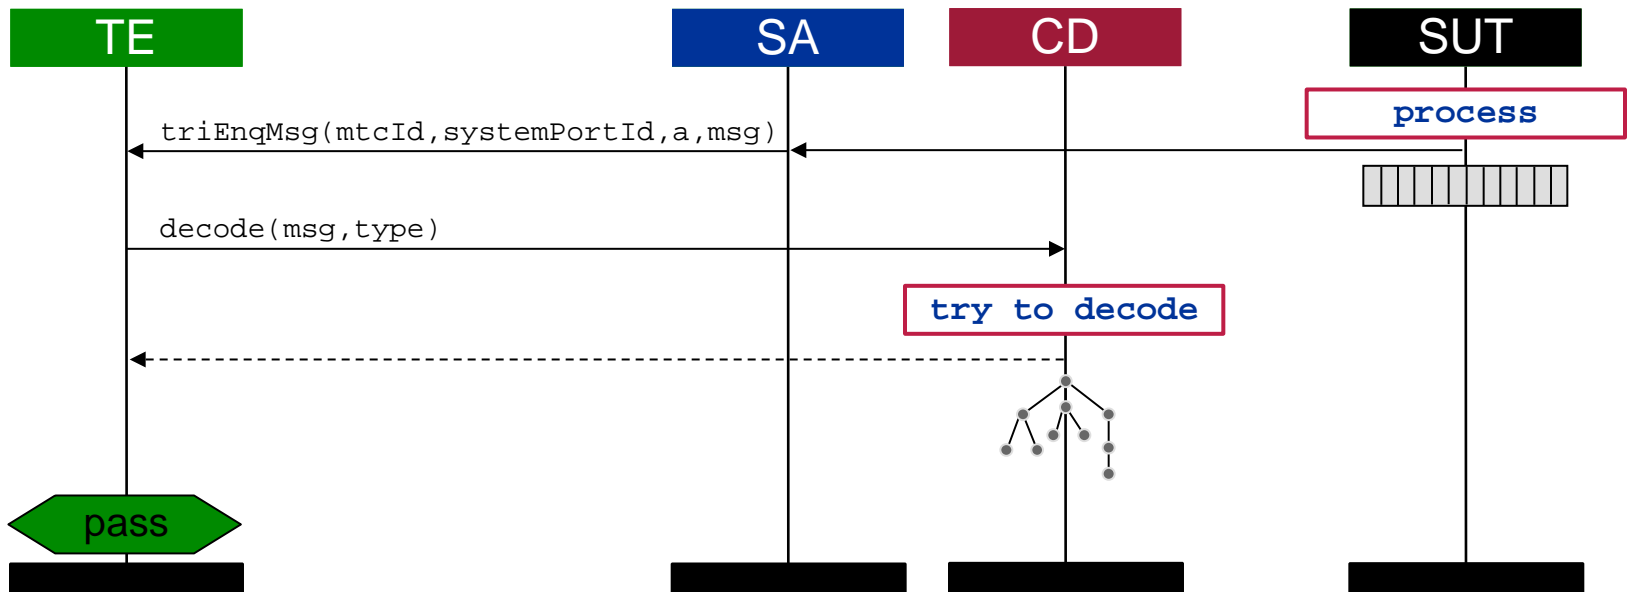 TE
SA
CD
SUT
process
triEnqMsg(mtcId,systemPortId,a,msg)
decode(msg,type)
try to decode
pass